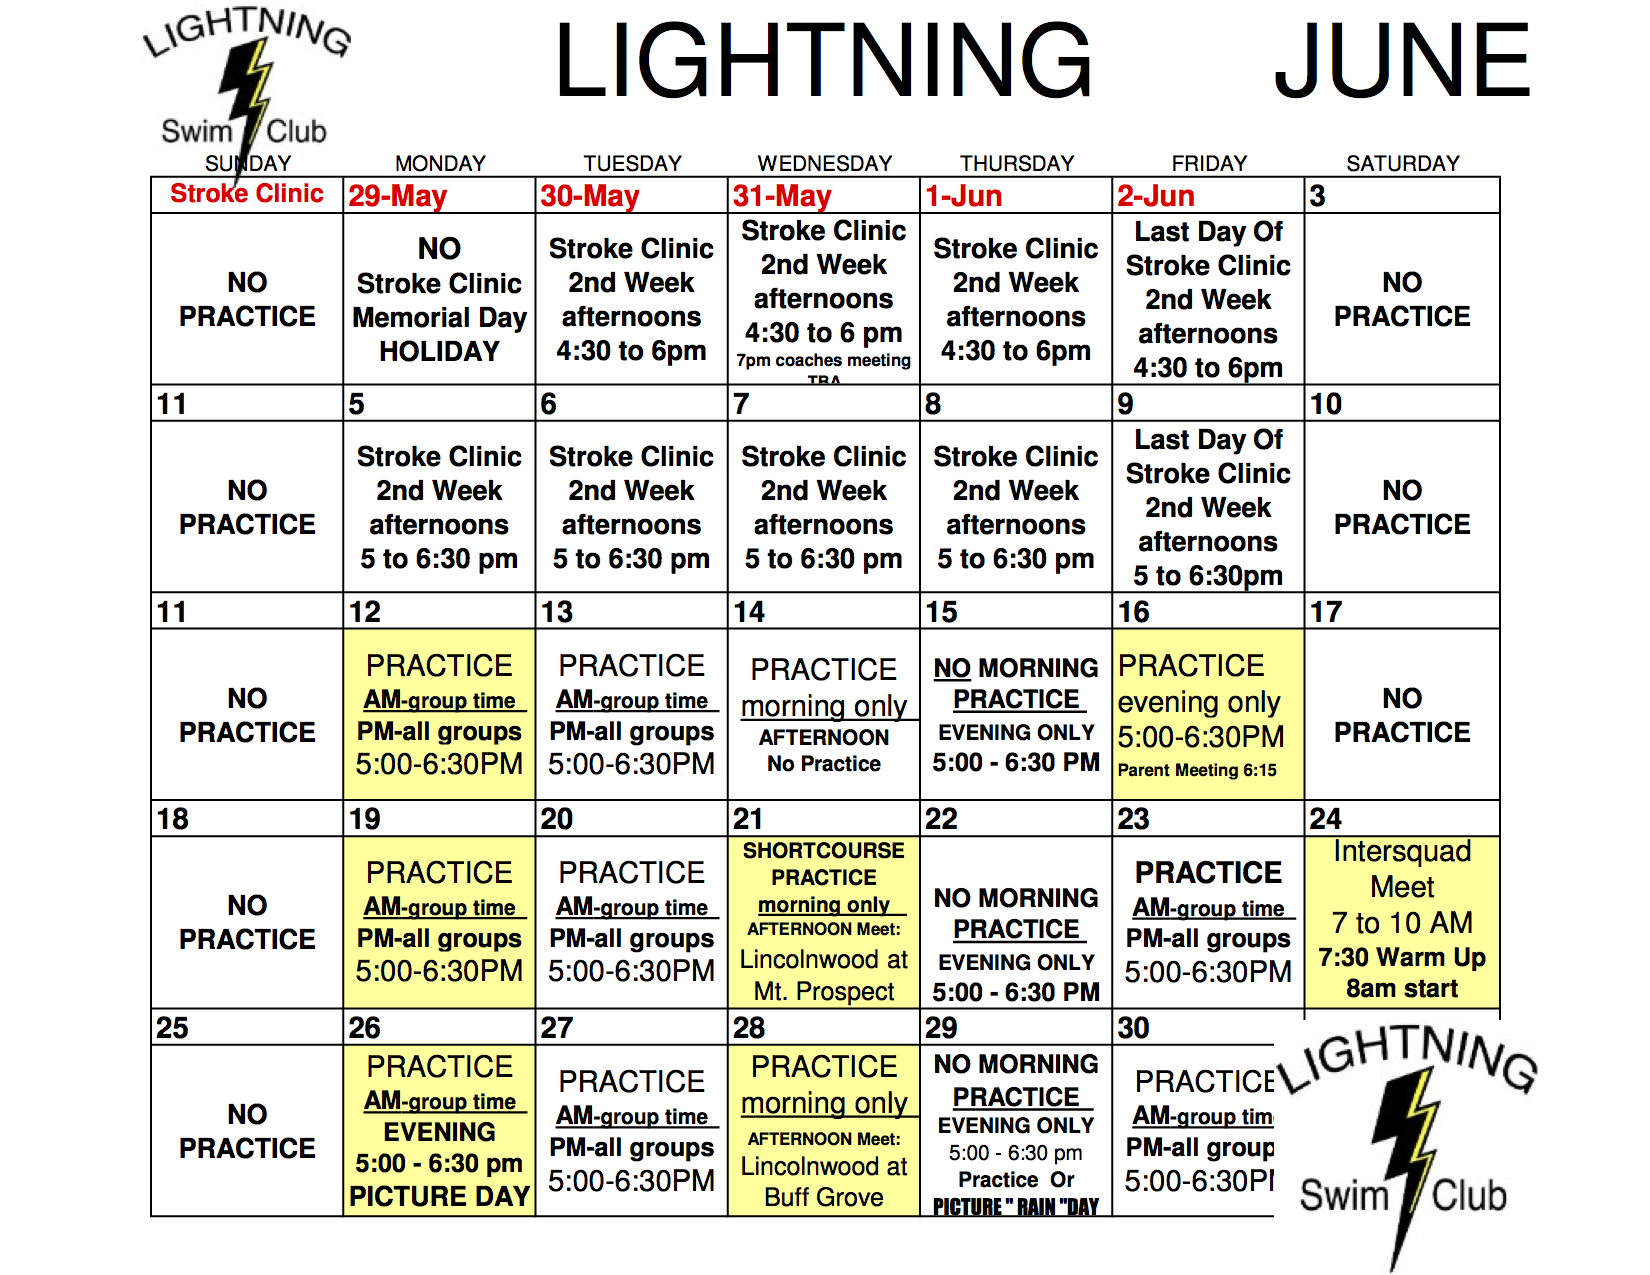 LIGHTNING
Swim Club
LIGHTNING JUNE
SUNDAY MONDAY TUESDAY WEDNESDAY THURSDAY FRIDAY SATURDAY
Stroke Clinic 29-May 30-May 31-May 1-Jun 2-Jun 3
NO
PRACTICE
NO
Stroke Clinic
Memorial Day
HOLIDAY
Stroke Clinic
2nd Week
afternoons
4:30 to 6pm
Stroke Clinic
2nd Week
afternoons
4:30 to 6 pm
7pm coaches meeting
TBA
Stroke Clinic
2nd Week
afternoons
4:30 to 6pm
Last Day Of
Stroke Clinic
2nd Week
afternoons
4:30 to 6pm
NO
PRACTICE
11 5 6 7 8 9 10
NO
PRACTICE
Stroke Clinic
2nd Week
afternoons
5 to 6:30 pm
Stroke Clinic
2nd Week
afternoons
5 to 6:30 pm
Stroke Clinic
2nd Week
afternoons
5 to 6:30 pm
Stroke Clinic
2nd Week
afternoons
5 to 6:30 pm
Last Day Of
Stroke Clinic
2nd Week
afternoons
5 to 6:30pm
NO
PRACTICE
11 12 13 14 15 16 17
NO
PRACTICE
PRACTICE
AM-group time
PM-all groups
5:00-6:30PM
PRACTICE
AM-group time
PM-all groups
5:00-6:30PM
PRACTICE
morning only
AFTERNOON
No Practice
NO MORNING
PRACTICE
EVENING ONLY
5:00 - 6:30 PM
PRACTICE
evening only
5:00-6:30PM
Parent Meeting 6:15
NO
PRACTICE
18 19 20 21 22 23 24
NO
PRACTICE
PRACTICE
AM-group time
PM-all groups
5:00-6:30PM
PRACTICE
AM-group time
PM-all groups
5:00-6:30PM
SHORTCOURSE
PRACTICE
morning only
AFTERNOON Meet:
Lincolnwood at
Mt. Prospect
NO MORNING
PRACTICE
EVENING ONLY
5:00 - 6:30 PM
PRACTICE
AM-group time
PM-all groups
5:00-6:30PM
Intersquad
Meet
7 to 10 AM
7:30 Warm Up
8am start
25 26 27 28 29 30
NO
PRACTICE
PRACTICE
AM-group time
EVENING
5:00 - 6:30 pm
PICTURE DAY
PRACTICE
AM-group time
PM-all groups
5:00-6:30PM
PRACTICE
morning only
AFTERNOON Meet:
Lincolnwood at
Buff Grove
NO MORNING
PRACTICE
EVENING ONLY
5:00 - 6:30 pm
Practice Or
PICTURE " RAIN "DAY
PRACTICE
AM-group tim
PM-all group
5:00-6:30P
LIGHTNING
Swim Club